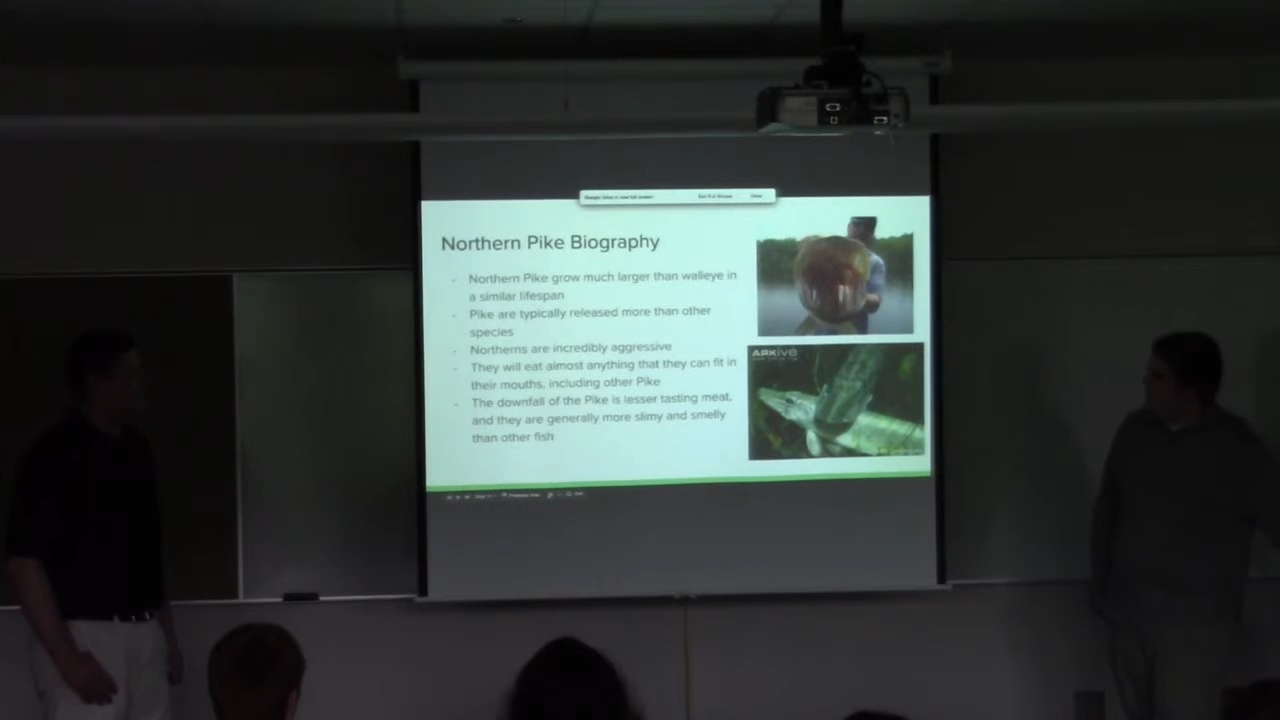 Northern Pike Biography
- Northern Pike grow much larger than walleye in
a similar lifespan
- Pike are typically released more than other
species
- Northerns are incredibly aggressive
- They will eat almost anything that they can fit in
their mouths, including other Pike
- The downfall of the Pike is lesser tasting meat,
and they are generally more slimy and smelly
than other fish
ARKive